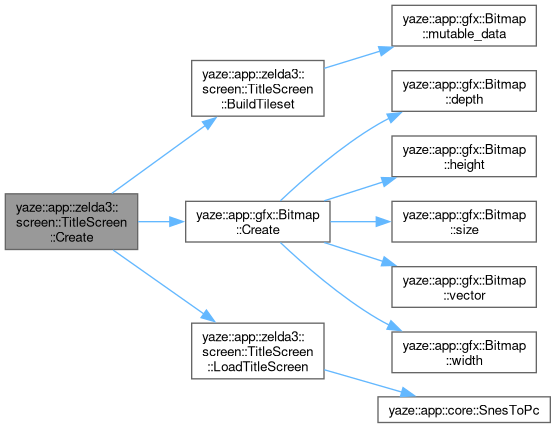 yaze::app::zelda3::
screen::TitleScreen
::Create
yaze::app::zelda3::
screen::TitleScreen
::BuildTileset
yaze::app::gfx::Bitmap
::mutable_data
yaze::app::gfx::Bitmap
::Create
yaze::app::gfx::Bitmap
::depth
yaze::app::gfx::Bitmap
::height
yaze::app::gfx::Bitmap
::size
yaze::app::gfx::Bitmap
::vector
yaze::app::gfx::Bitmap
::width
yaze::app::zelda3::
screen::TitleScreen
::LoadTitleScreen
yaze::app::core::SnesToPc